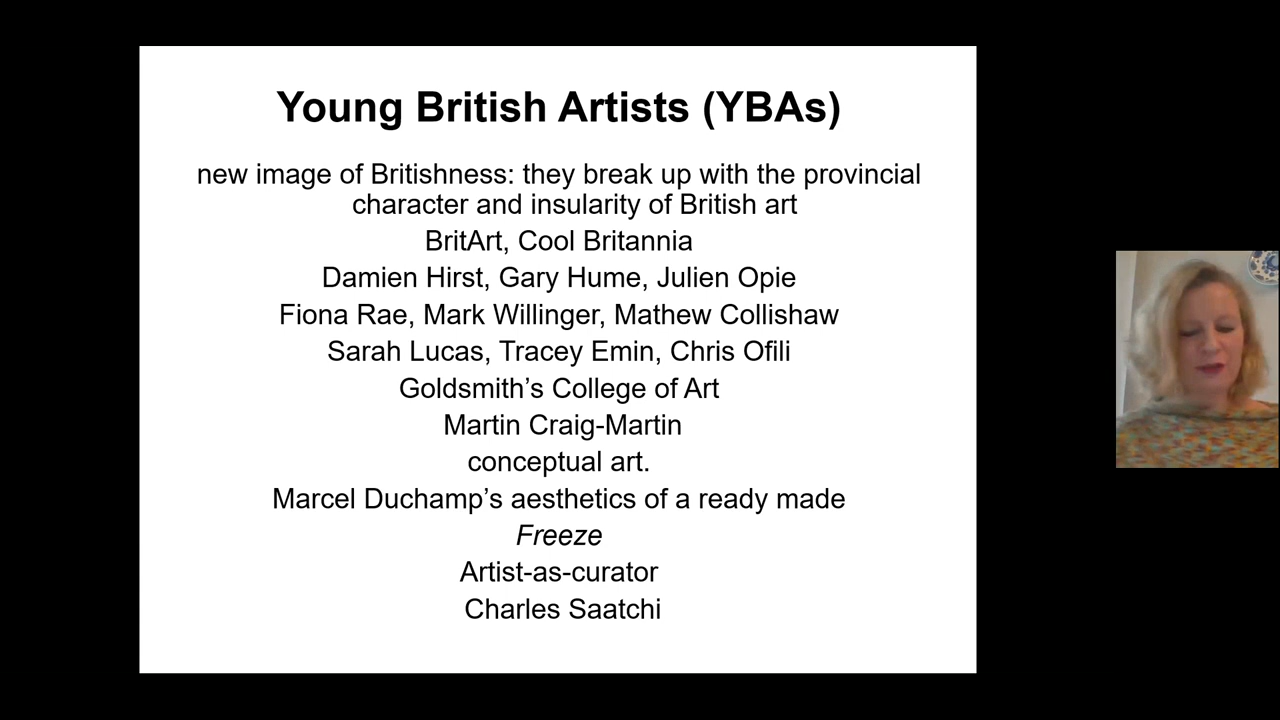 Young British Artists (YBAs)
new image of Britishness: they break up with the provincial
character and insularity of British art
BritArt, Cool Britannia
Damien Hirst, Gary Hume, Julien Opie
Fiona Rae, Mark Willinger, Mathew Collishaw
Sarah Lucas, Tracey Emin, Chris Ofili
Goldsmith’s College of Art
Martin Craig-Martin
conceptual art.
Marcel Duchamp’s aesthetics of a ready made
Freeze
Artist-as-curator
Charles Saatchi